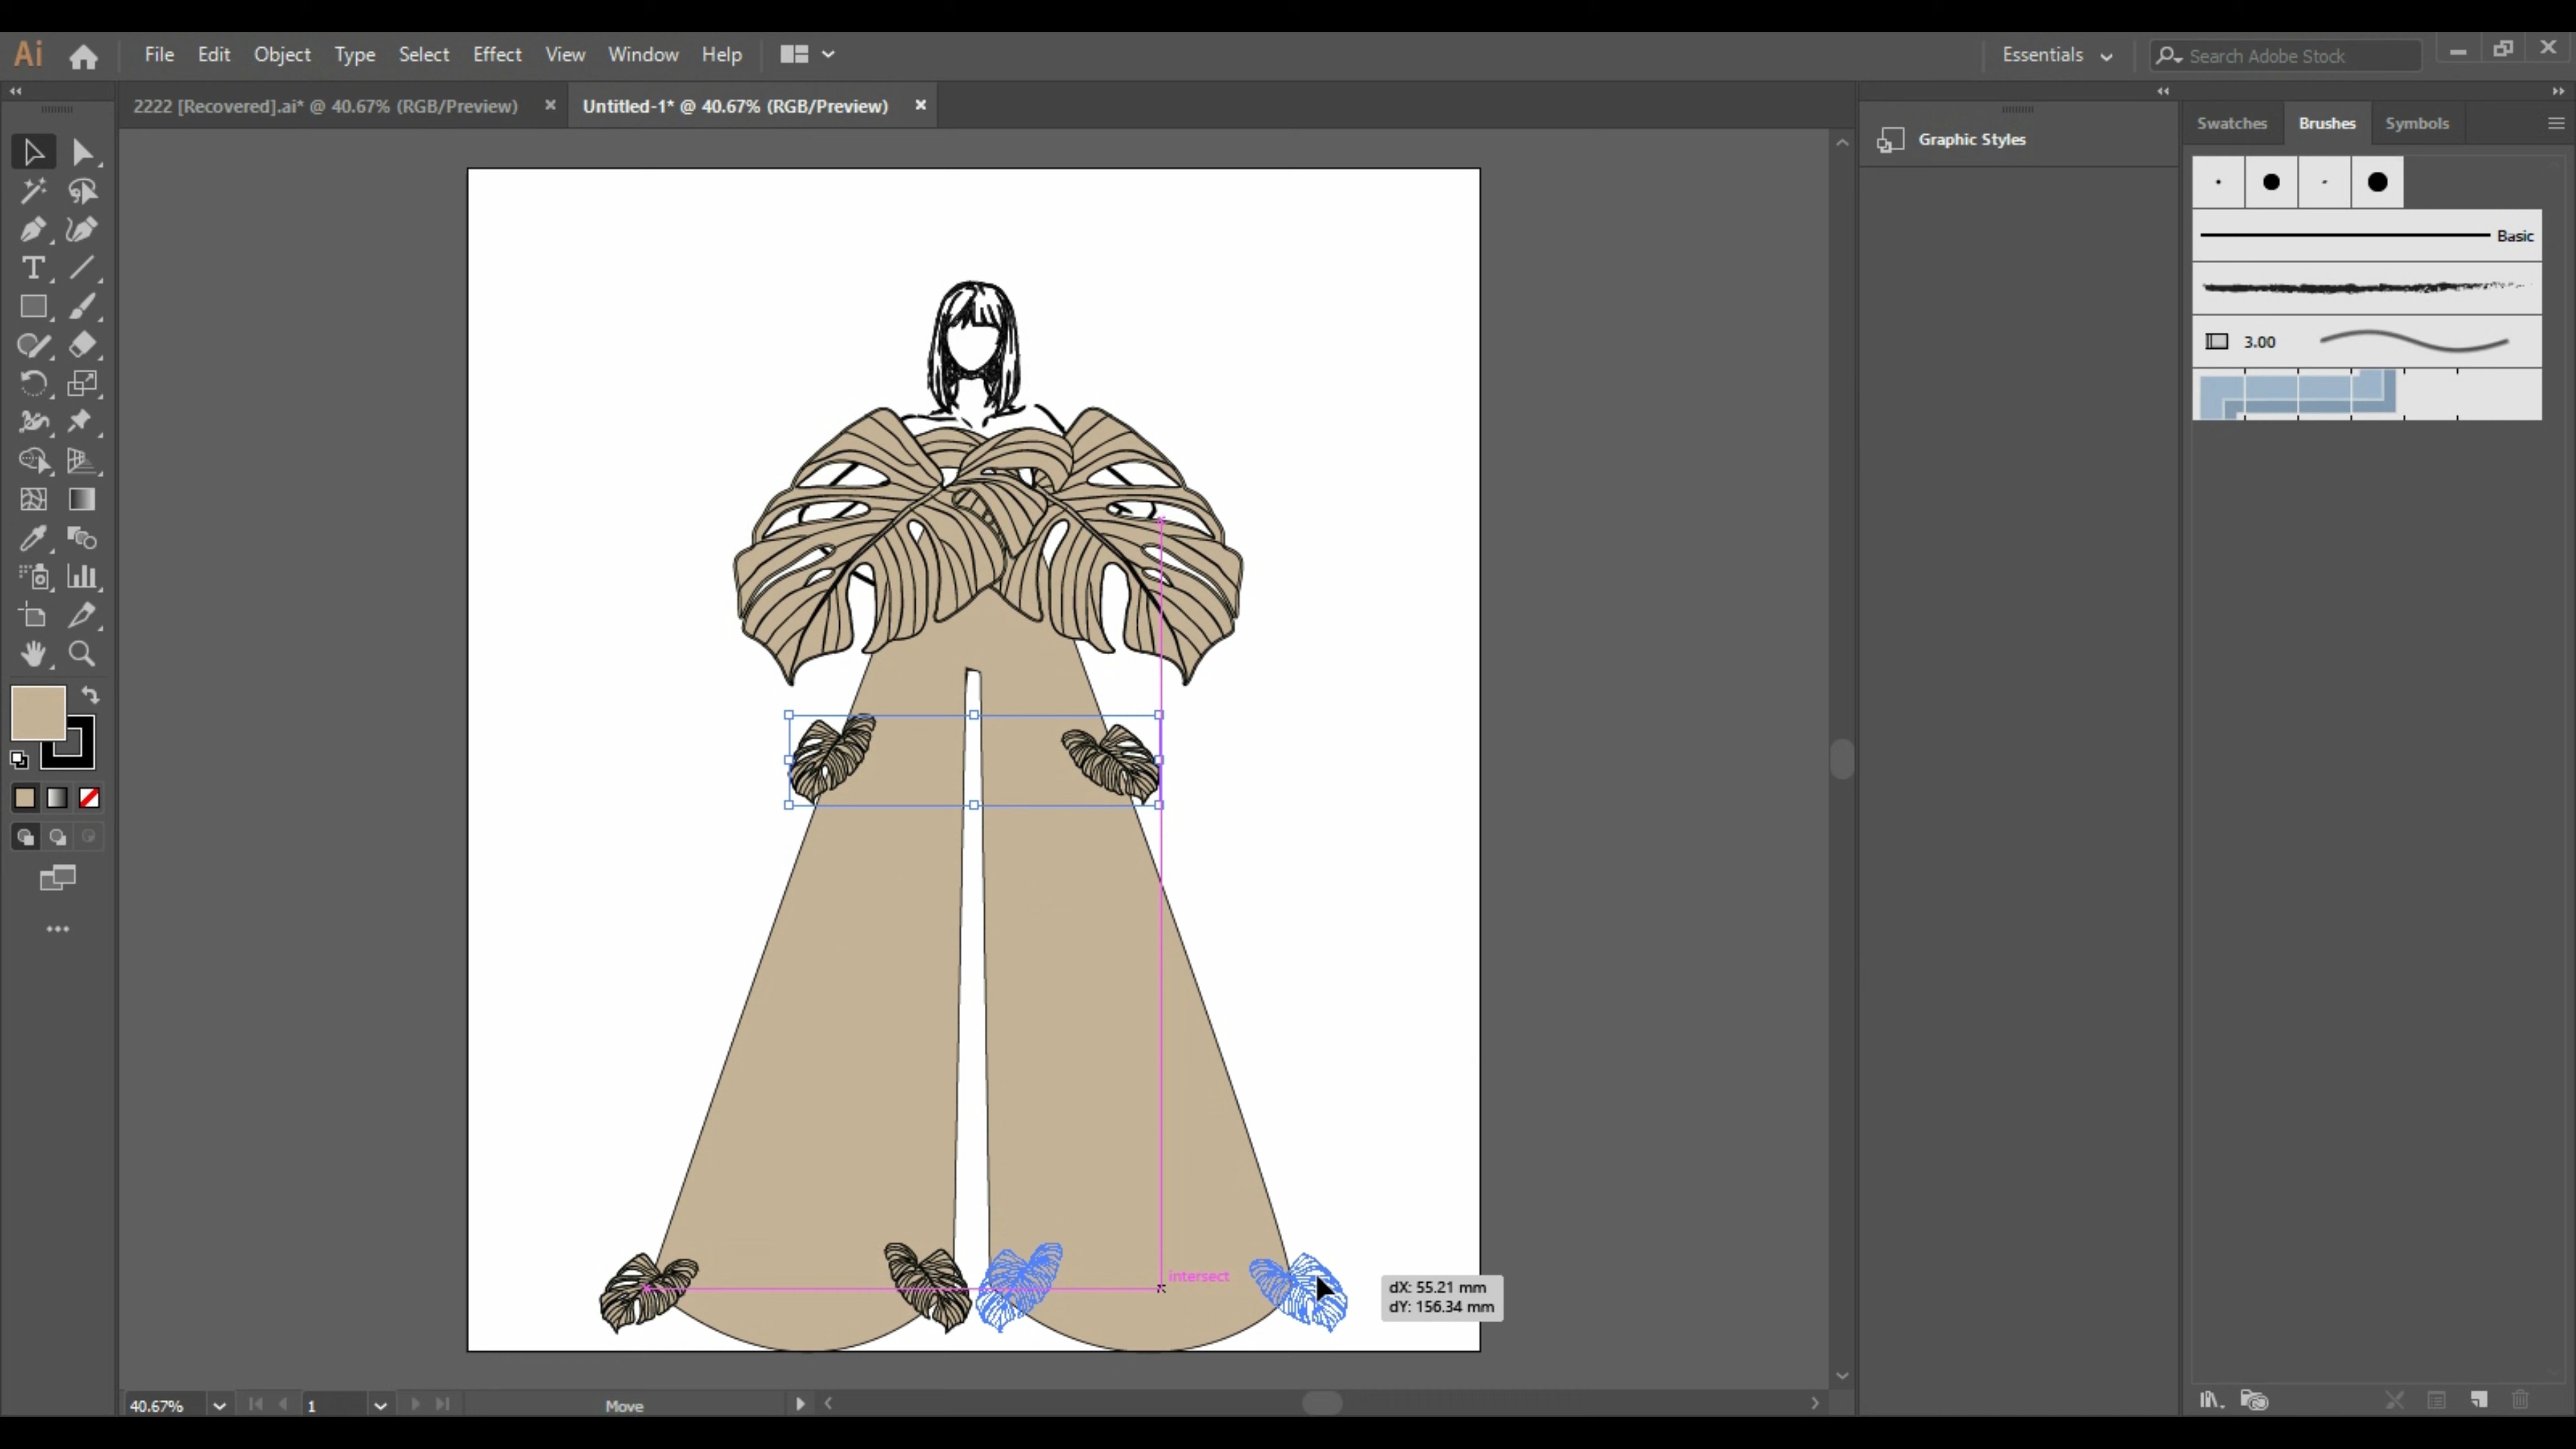 Ai File Edit Object Type Select Effect View Window Help Essentials Search Adobe Stock
2222 [Recovered].ai* @ 40.67% (RGB/Preview) Untitled-1* @ 40.67% (RGB/Preview)
Graphic Styles
Swatches Brushes Symbols
Basic
3.00
intersect
dX: 55.21 mm
dY: 156.34 mm
40.67% 1 Move